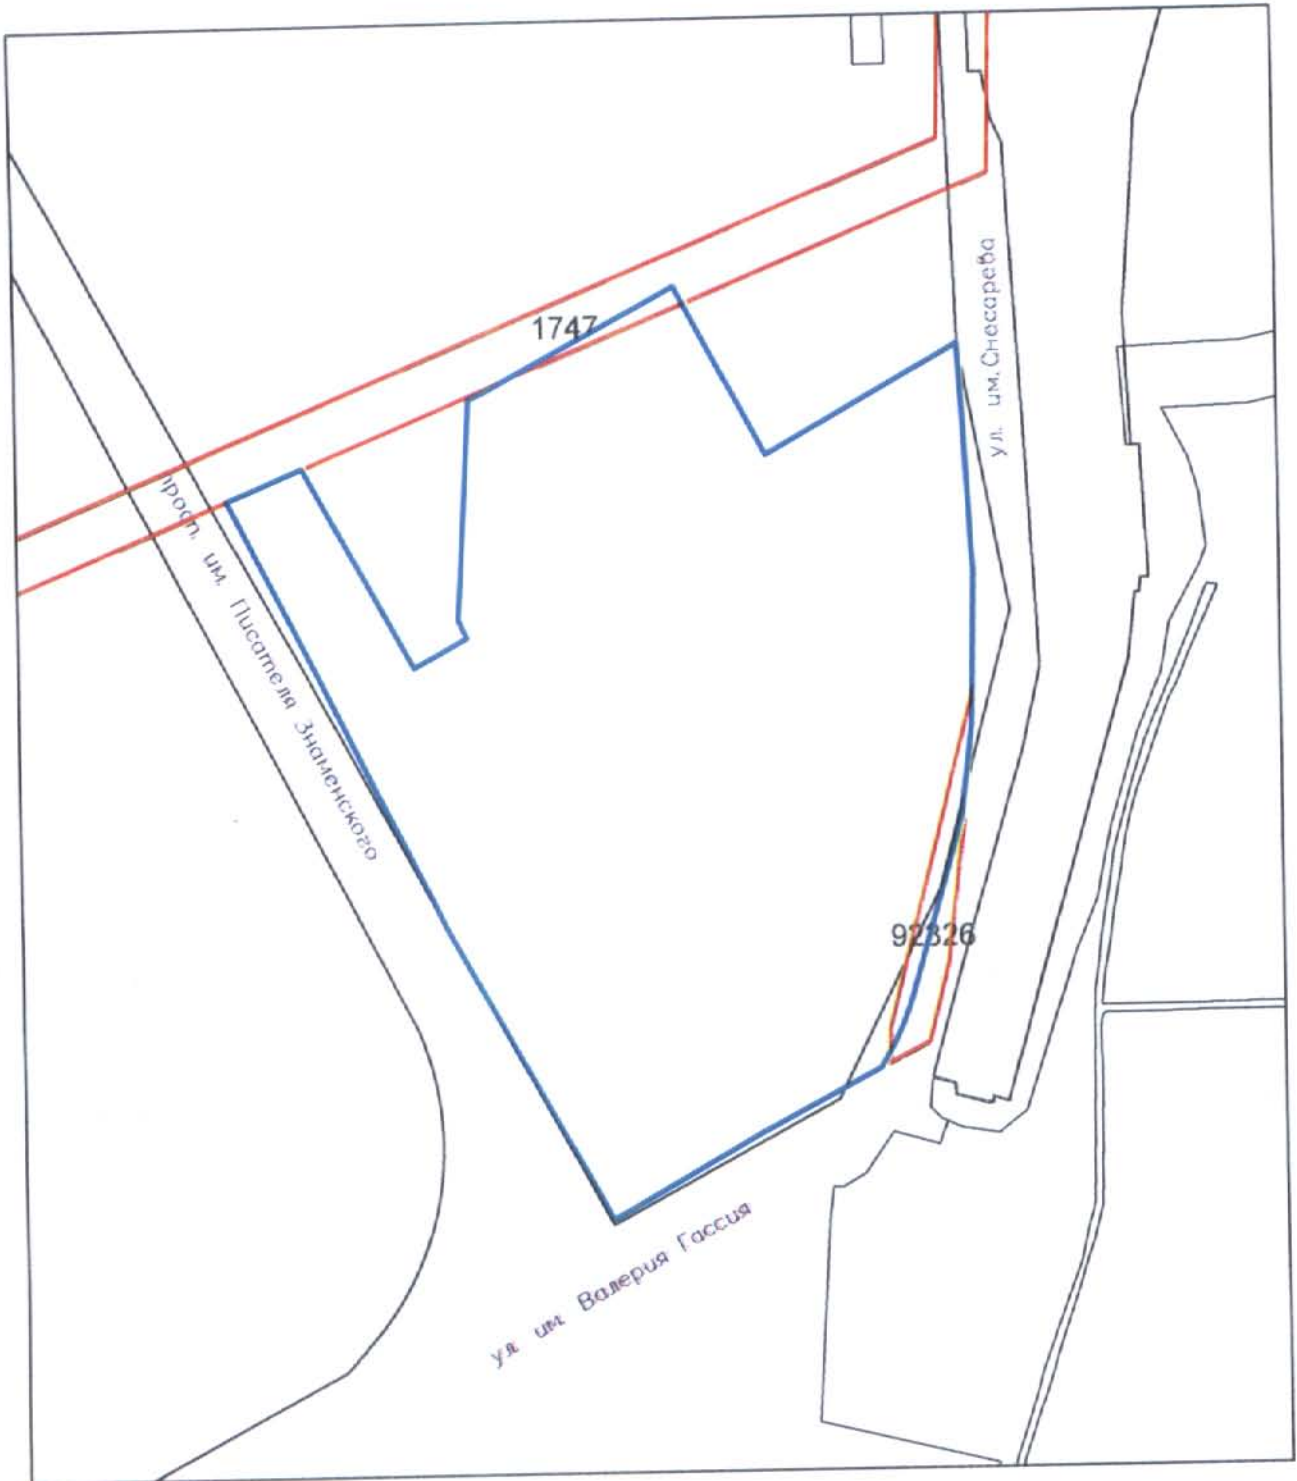 1747
ул. им. Снесарева
просп. им. Писателя Знаменского
92326
ул им Валерия Гассия